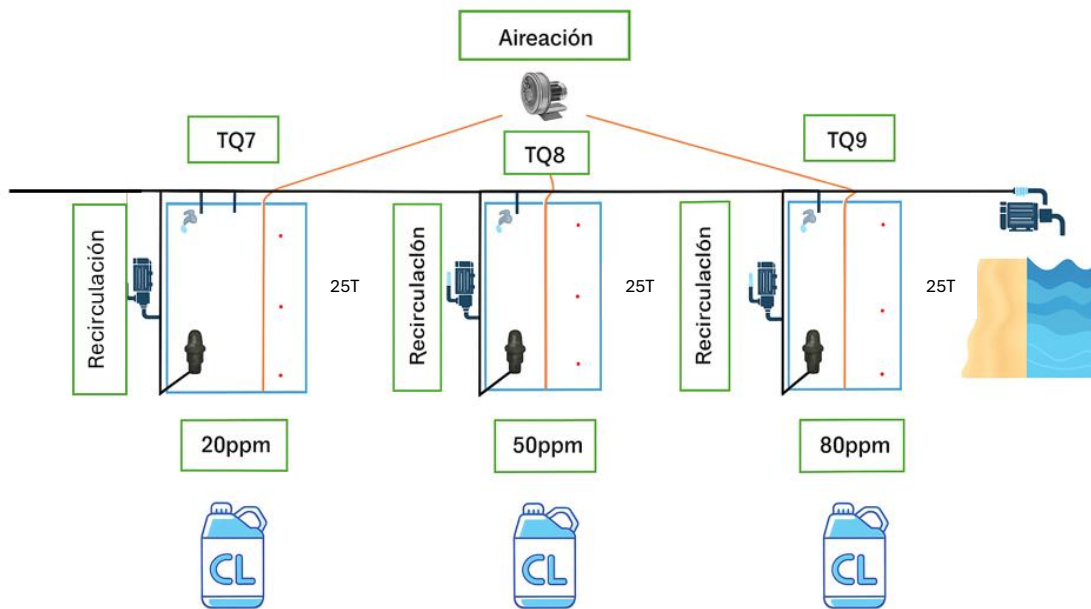 Aireación
TQ7
TQ8
TQ9
Recirculación
25T
Recirculación
25T
Recirculación
25T
20ppm
50ppm
80ppm
CL
CL
CL